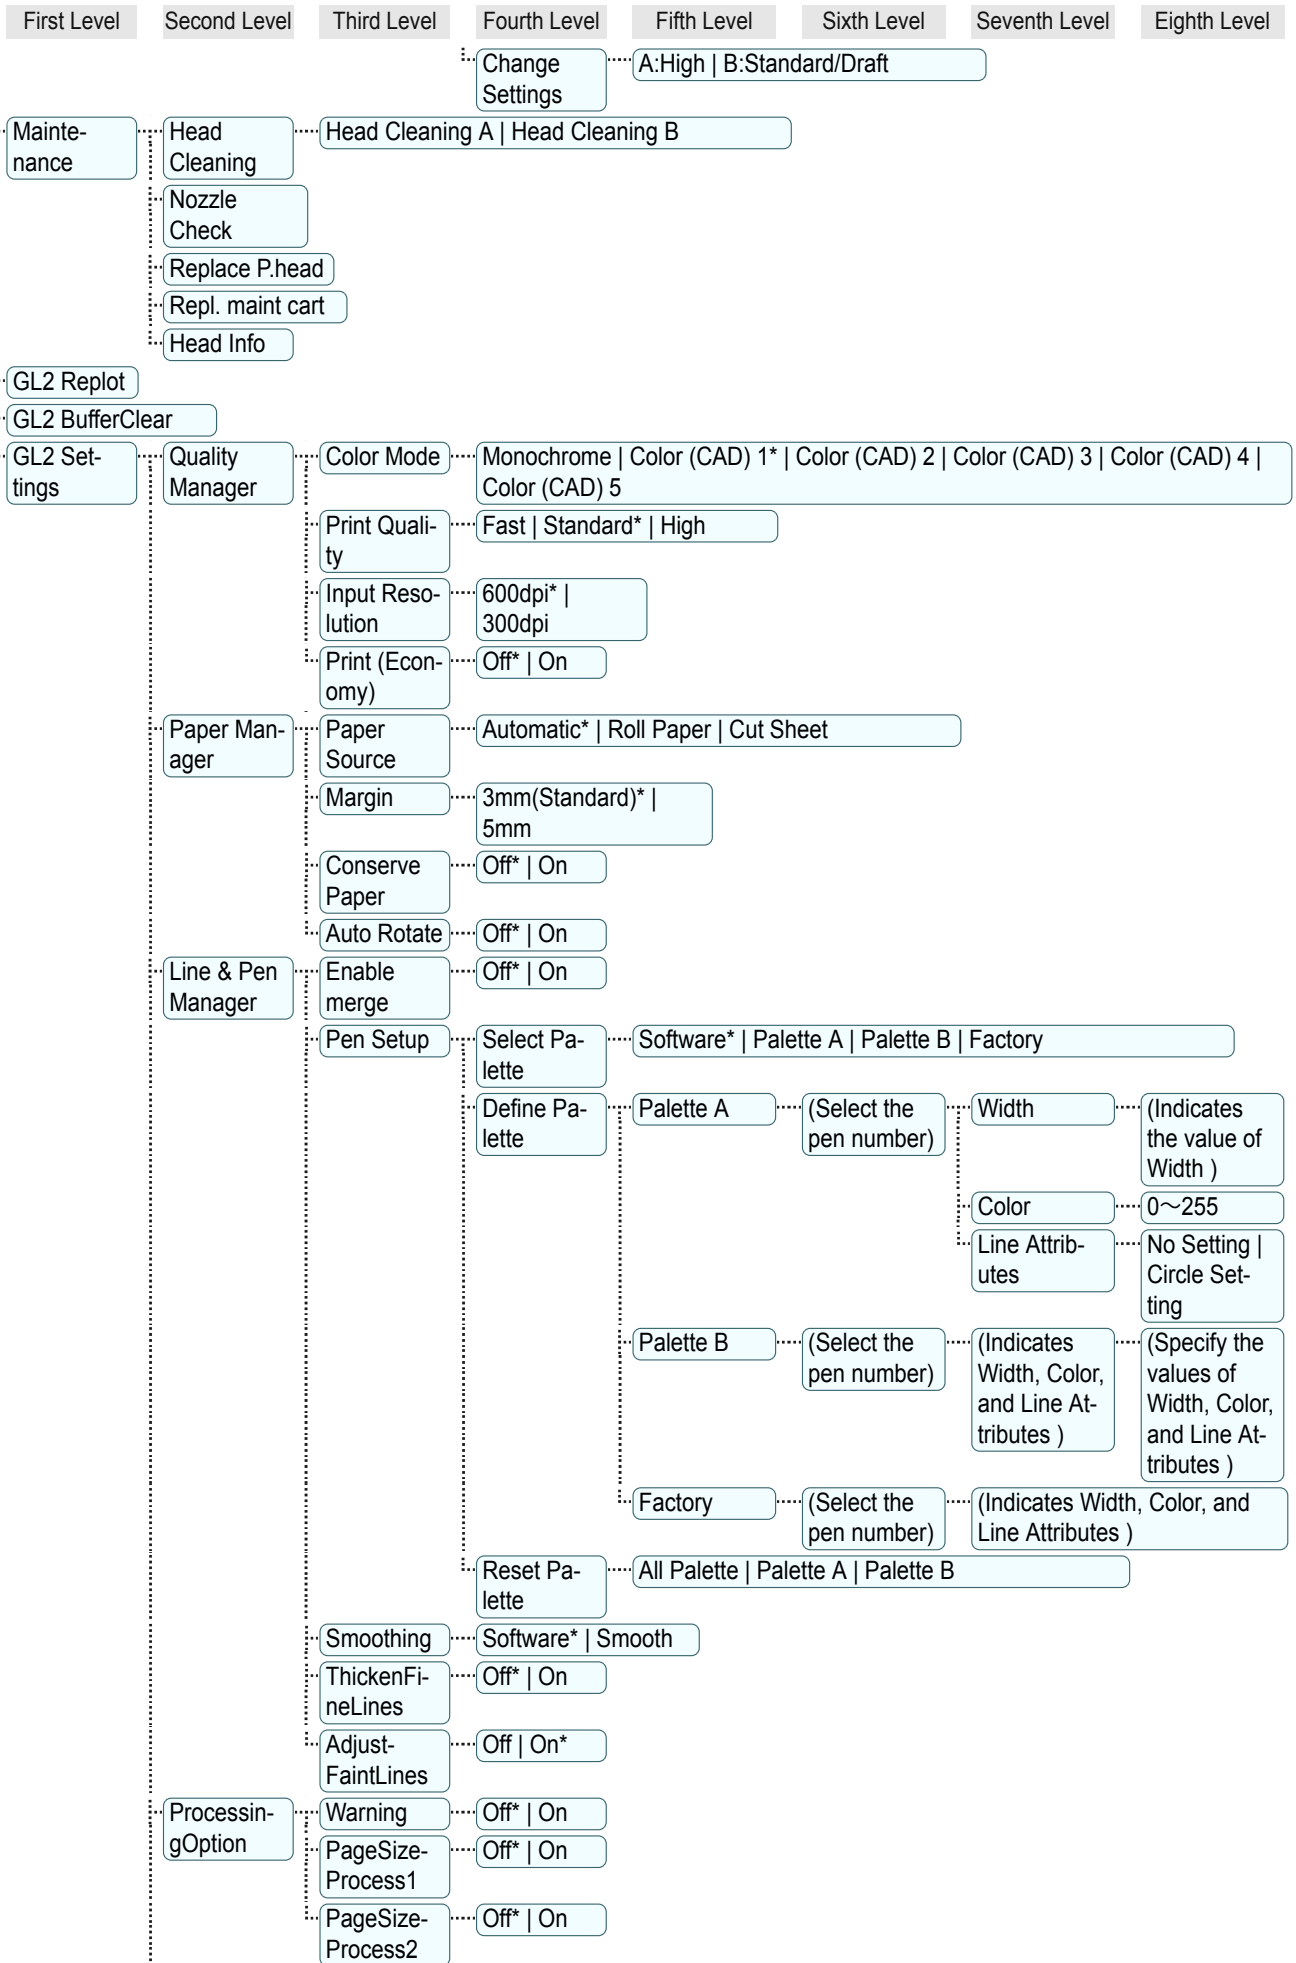 First Level Second Level Third Level Fourth Level Fifth Level Sixth Level Seventh Level Eighth Level
Change
Settings
A:High | B:Standard/Draft
Mainte-
nance
Head
Cleaning
Head Cleaning A | Head Cleaning B
Nozzle
Check
Replace P.head
Repl. maint cart
Head Info
GL2 Replot
GL2 BufferClear
GL2 Set-
tings
Quality
Manager
Color Mode
Monochrome | Color (CAD) 1* | Color (CAD) 2 | Color (CAD) 3 | Color (CAD) 4 |
Color (CAD) 5
Print Quali-
ty
Fast | Standard* | High
Input Reso-
lution
600dpi* |
300dpi
Print (Econ-
omy)
Off* | On
Paper Man-
ager
Paper
Source
Automatic* | Roll Paper | Cut Sheet
Margin
3mm(Standard)* |
5mm
Conserve
Paper
Off* | On
Auto Rotate
Off* | On
Line & Pen
Manager
Enable
merge
Off* | On
Pen Setup
Select Pa-
lette
Software* | Palette A | Palette B | Factory
Define Pa-
lette
Palette A
(Select the
pen number)
Width
(Indicates
the value of
Width )
Color
0～255
Line Attrib-
utes
No Setting |
Circle Set-
ting
Palette B
(Select the
pen number)
(Indicates
Width, Color,
and Line At-
tributes )
(Specify the
values of
Width, Color,
and Line At-
tributes )
Factory
(Select the
pen number)
(Indicates Width, Color, and
Line Attributes )
Reset Pa-
lette
All Palette | Palette A | Palette B
Smoothing
Software* | Smooth
ThickenFi-
neLines
Off* | On
Adjust-
FaintLines
Off | On*
Processin-
gOption
Warning
Off* | On
PageSize-
Process1
Off* | On
PageSize-
Process2
Off* | On